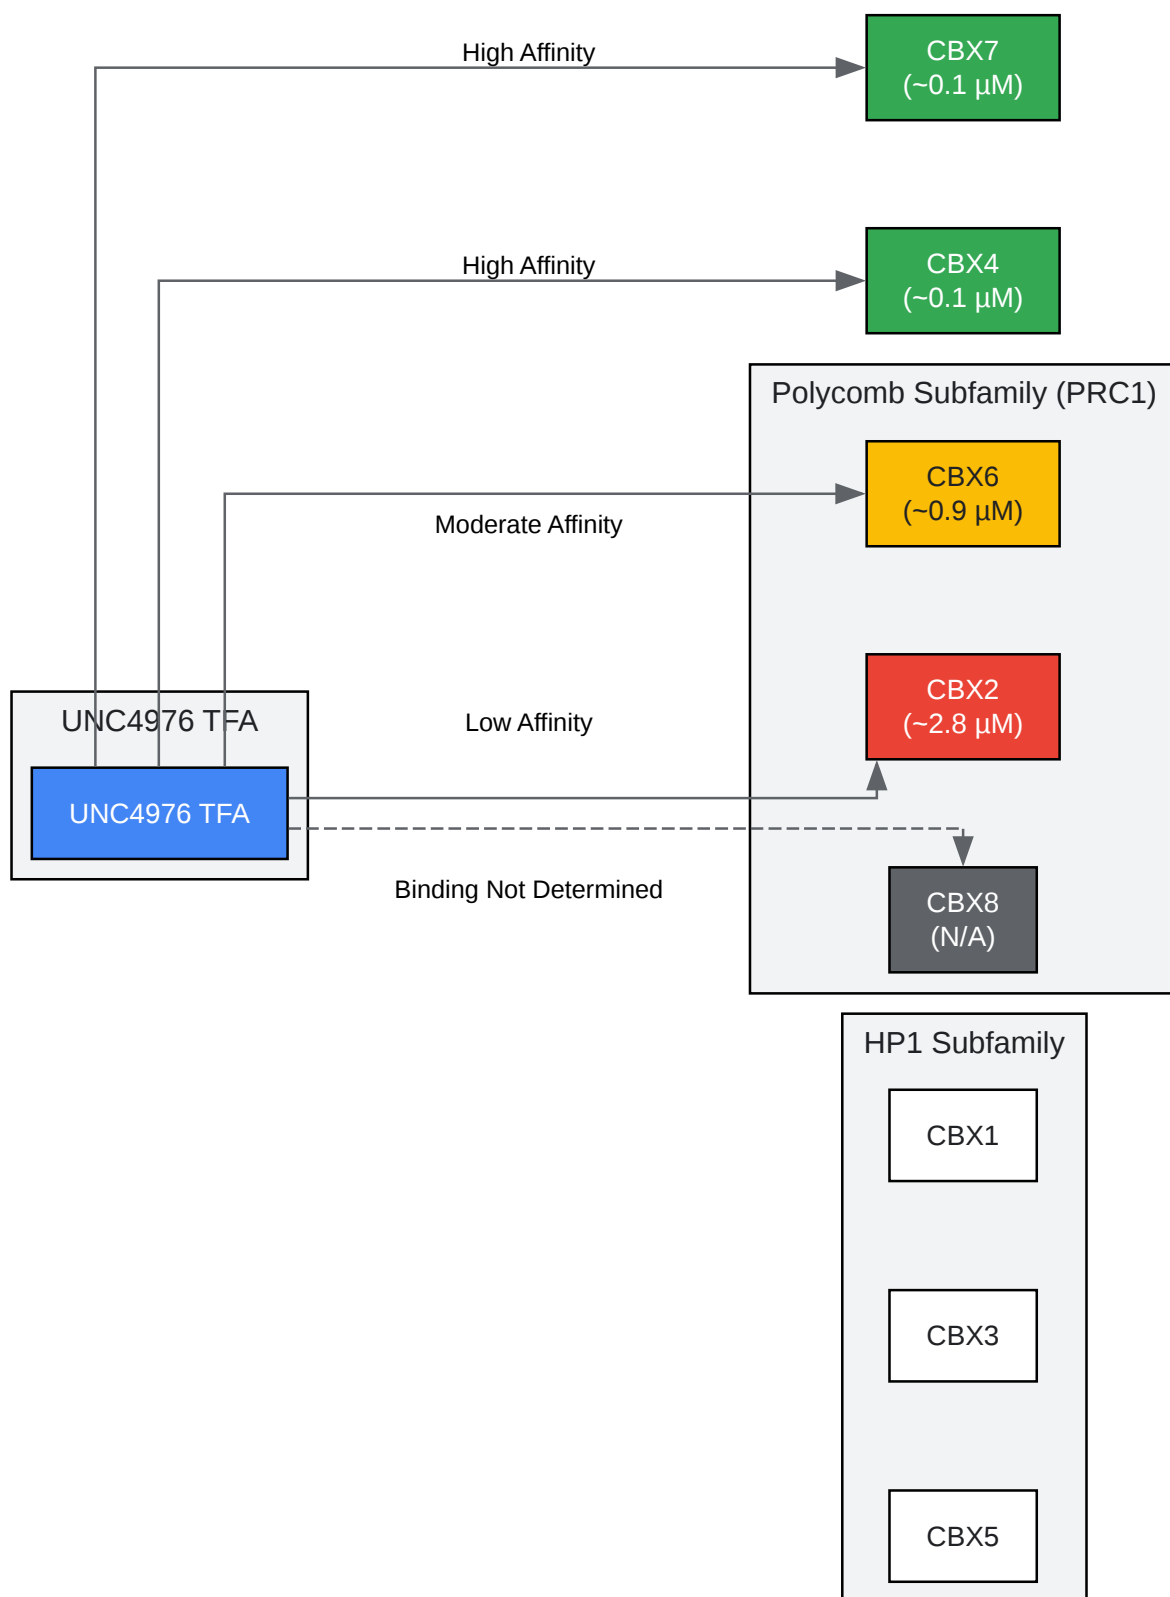 High Affinity
CBX7
(~0.1 µM)
High Affinity
CBX4
(~0.1 µM)
Polycomb Subfamily (PRC1)
CBX6
(~0.9 µM)
Moderate Affinity
CBX2
(~2.8 µM)
UNC4976 TFA
Low Affinity
UNC4976 TFA
Binding Not Determined
CBX8
(N/A)
HP1 Subfamily
CBX1
CBX3
CBX5